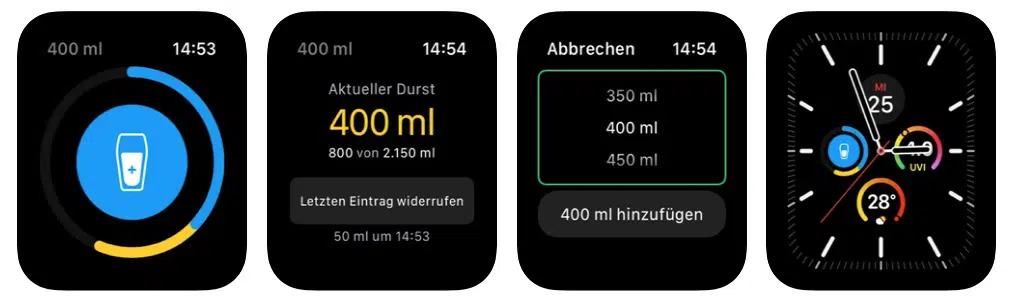 400 ml 14:53
400 ml 14:54
Aktueller Durst
400 ml
800 von 2.150 ml
Letzten Eintrag widerrufen
50 ml um 14:53
Abbrechen 14:54
350 ml
400 ml
450 ml
400 ml hinzufügen
MI
25
UVI
28°